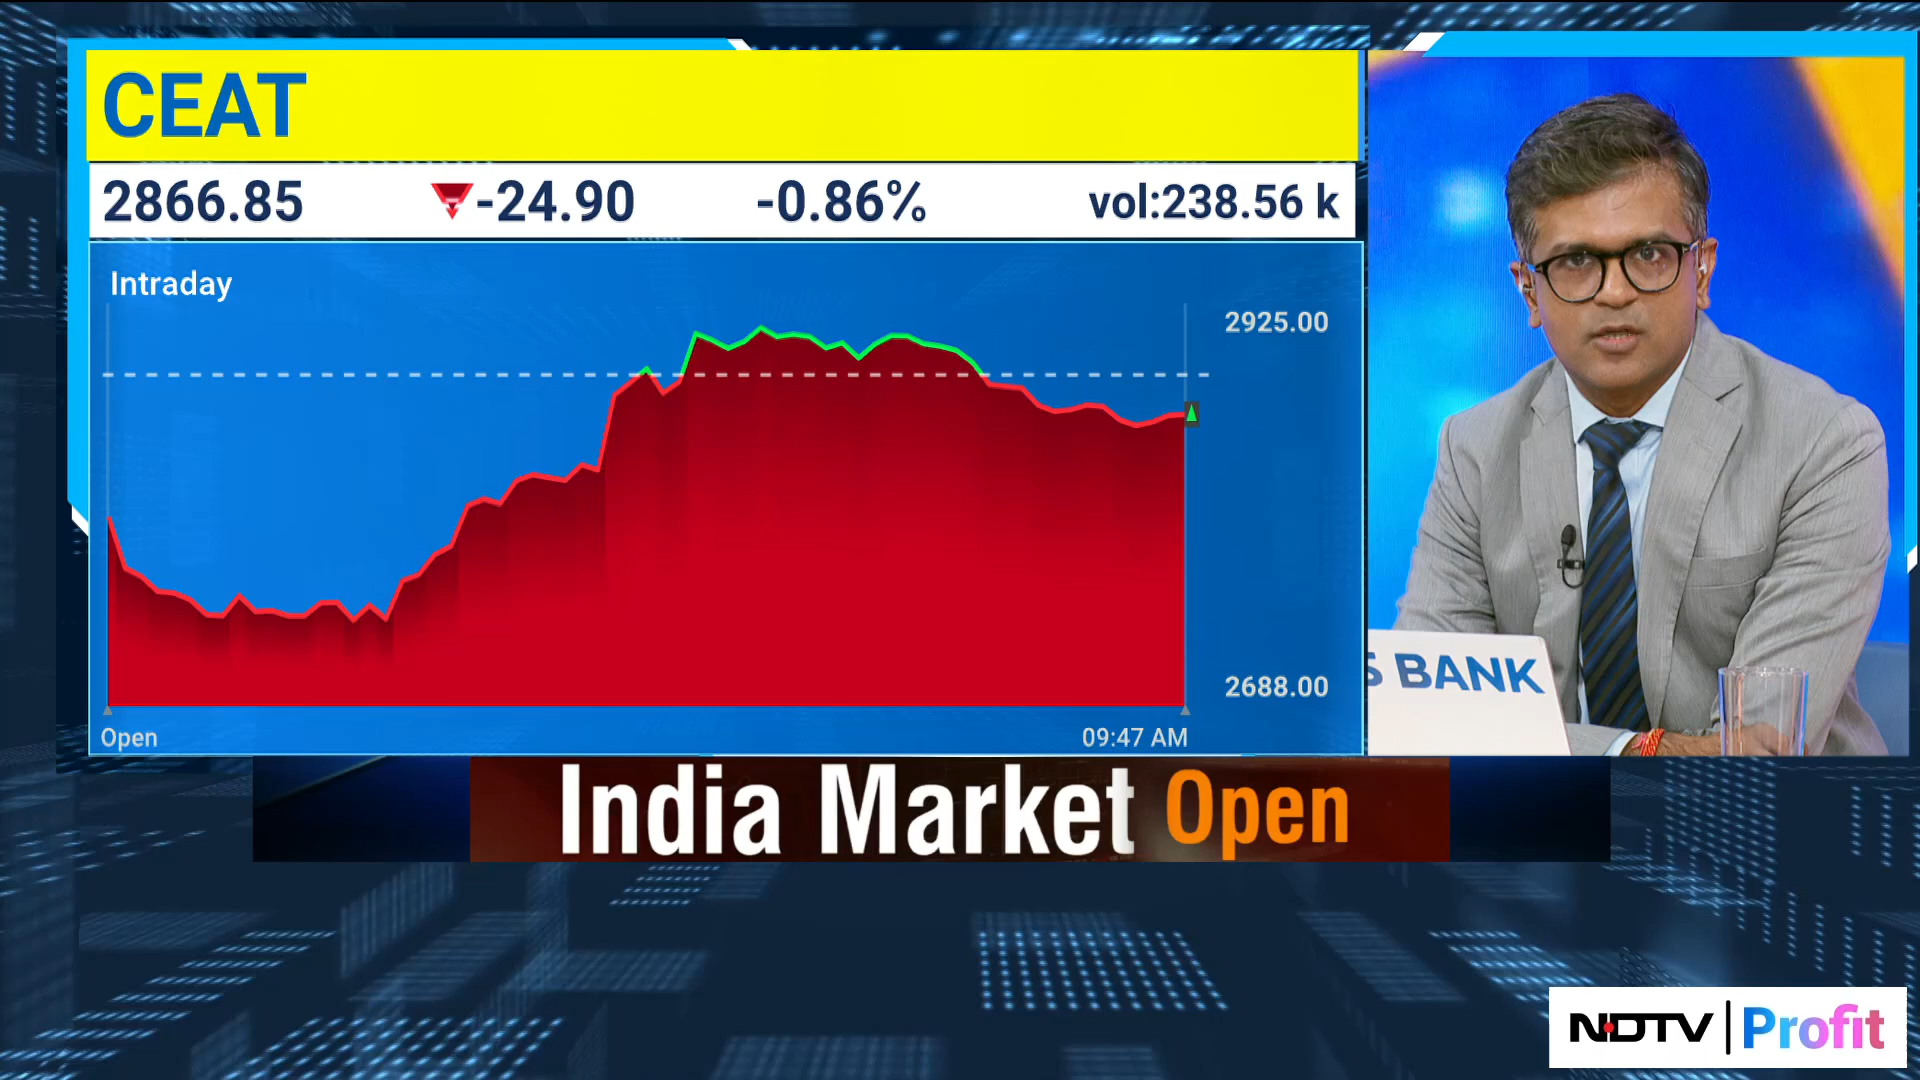 CEAT
2866.85 -24.90 -0.86% vol:238.56 k
Intraday
2925.00
2688.00
Open 09:47 AM
BANK
India Market Open
NDTV Profit